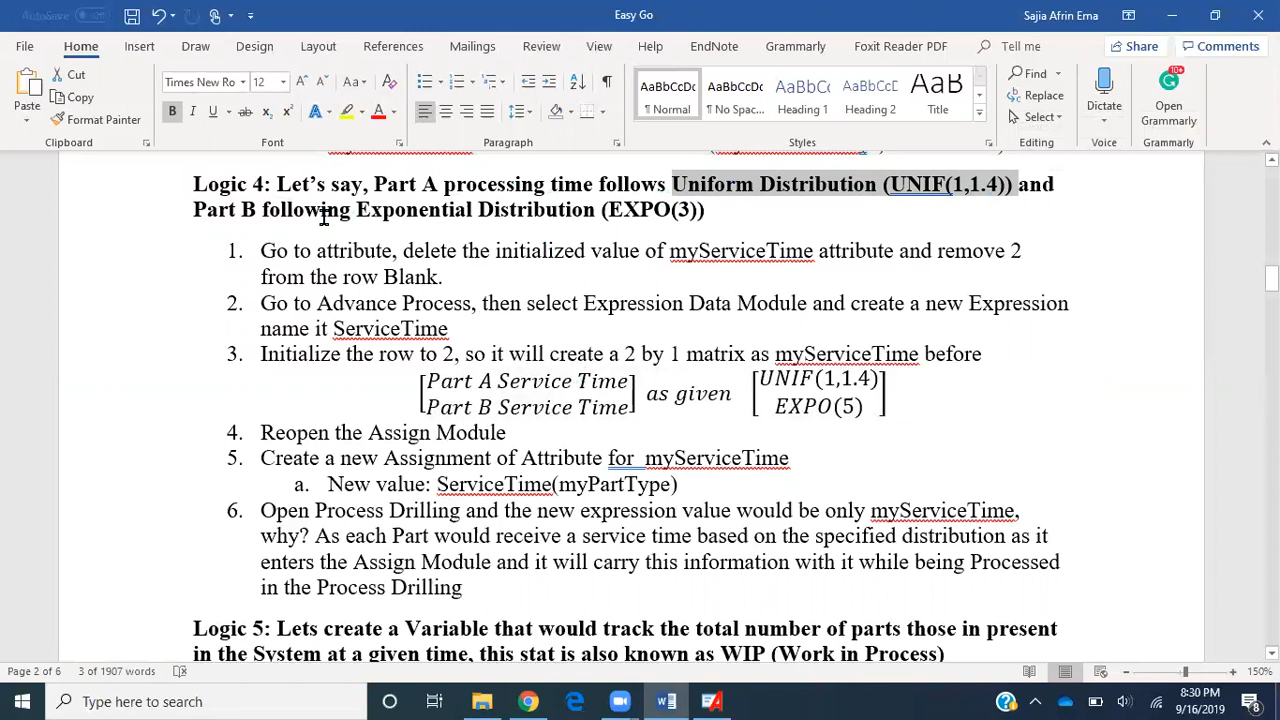 AutoSave
Easy Go
Sajia Afrin Ema
File Home Insert Draw Design Layout References Mailings Review View Help EndNote Grammarly Foxit Reader PDF Tell me Share Comments
Paste
Cut
Copy
Format Painter
Clipboard
Times New Ro 12
Aa
B I U ab x₂ x² A A
Font
Paragraph
AaBbCcDc AaBbCcDc AaBbC AaBbCcC AaB
¶ Normal ¶ No Spac... Heading 1 Heading 2 Title
Styles
Find
Replace
Select
Editing
Dictate
Voice
10+
Open
Grammarly
Grammarly
Logic 4: Let’s say, Part A processing time follows Uniform Distribution (UNIF(1,1.4)) and
Part B following Exponential Distribution (EXPO(3))
1. Go to attribute, delete the initialized value of myServiceTime attribute and remove 2
from the row Blank.
2. Go to Advance Process, then select Expression Data Module and create a new Expression
name it ServiceTime
3. Initialize the row to 2, so it will create a 2 by 1 matrix as myServiceTime before
[Part A Service Time] as given [UNIF(1,1.4)]
[Part B Service Time] [EXPO(5)]
4. Reopen the Assign Module
5. Create a new Assignment of Attribute for myServiceTime
a. New value: ServiceTime(myPartType)
6. Open Process Drilling and the new expression value would be only myServiceTime,
why? As each Part would receive a service time based on the specified distribution as it
enters the Assign Module and it will carry this information with it while being Processed
in the Process Drilling
Logic 5: Lets create a Variable that would track the total number of parts those in present
in the System at a given time, this stat is also known as WIP (Work in Process)
Page 2 of 6 3 of 1907 words 150%
Type here to search
8:30 PM
9/16/2019
8